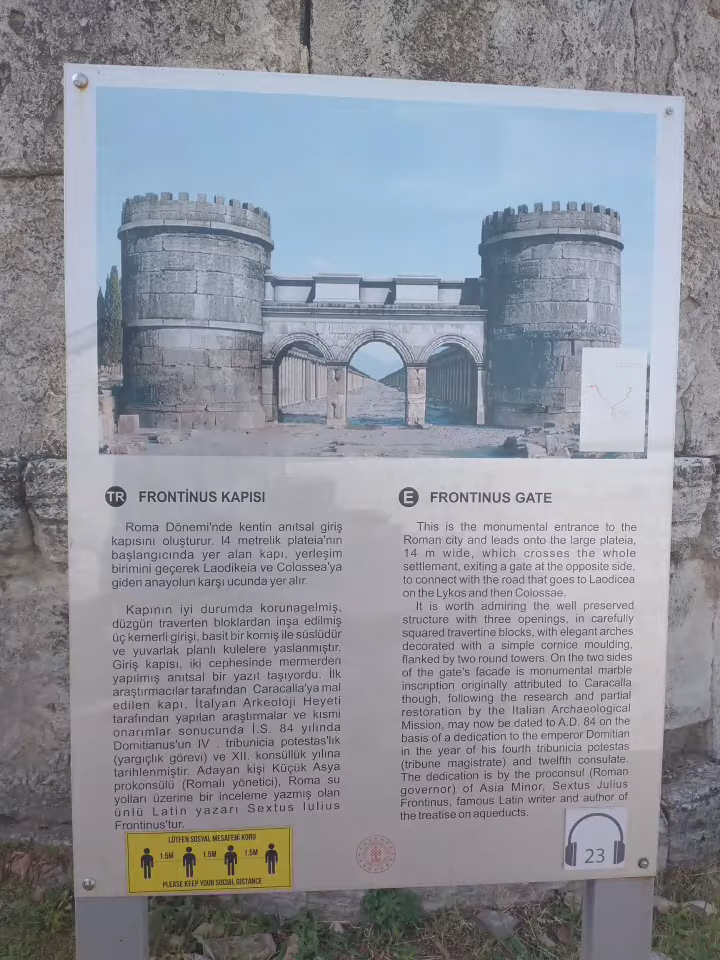 TR FRONTİNUS KAPISI
Roma Dönemi'nde kentin anıtsal giriş
kapısını oluşturur. I4 metrelik plateia'nın
başlangıcında yer alan kapı, yerleşim
birimini geçerek Laodikeia ve Colossea'ya
giden anayolun karşı ucunda yer alır.
Kapının iyi durumda korunagelmiş,
düzgün traverten bloklardan inşa edilmiş
üç kemerli girişi, basit bir korniş ile süslüdür
ve yuvarlak planlı kulelere yaslanmıştır.
Giriş kapısı, iki cephesinde mermerden
yapılmış anıtsal bir yazıt taşıyordu. İlk
araştırmacılar tarafından Caracalla'ya mal
edilen kapı, İtalyan Arkeoloji Heyeti
tarafından yapılan araştırmalar ve kısmi
onarımlar sonucunda İ.S. 84 yılında
Domitianus'un IV . tribunicia potestas'lık
(yargıçlık görevi) ve XII. konsüllük yılına
tarihlenmiştir. Adayan kişi Küçük Asya
prokonsülü (Romalı yönetici), Roma su
yolları üzerine bir inceleme yazmış olan
ünlü Latin yazarı Sextus Iulius
Frontinus'tur.
E FRONTINUS GATE
This is the monumental entrance to the
Roman city and leads onto the large plateia,
14 m wide, which crosses the whole
settlement, exiting a gate at the opposite side,
to connect with the road that goes to Laodicea
on the Lykos and then Colossae.
It is worth admiring the well preserved
structure with three openings, in carefully
squared travertine blocks, with elegant arches
decorated with a simple cornice moulding,
flanked by two round towers. On the two sides
of the gate's facade is monumental marble
inscription originally attributed to Caracalla
though, following the research and partial
restoration by the Italian Archaeological
Mission, may now be dated to A.D. 84 on the
basis of a dedication to the emperor Domitian
in the year of his fourth tribunicia potestas
(tribune magistrate) and twelfth consulate.
The dedication is by the proconsul (Roman
governor) of Asia Minor, Sextus Julius
Frontinus, famous Latin writer and author of
the treatise on aqueducts.
LÜTFEN SOSYAL MESAFENİ KORU
1.5M 1.5M 1.5M
PLEASE KEEP YOUR SOCIAL DISTANCE
23